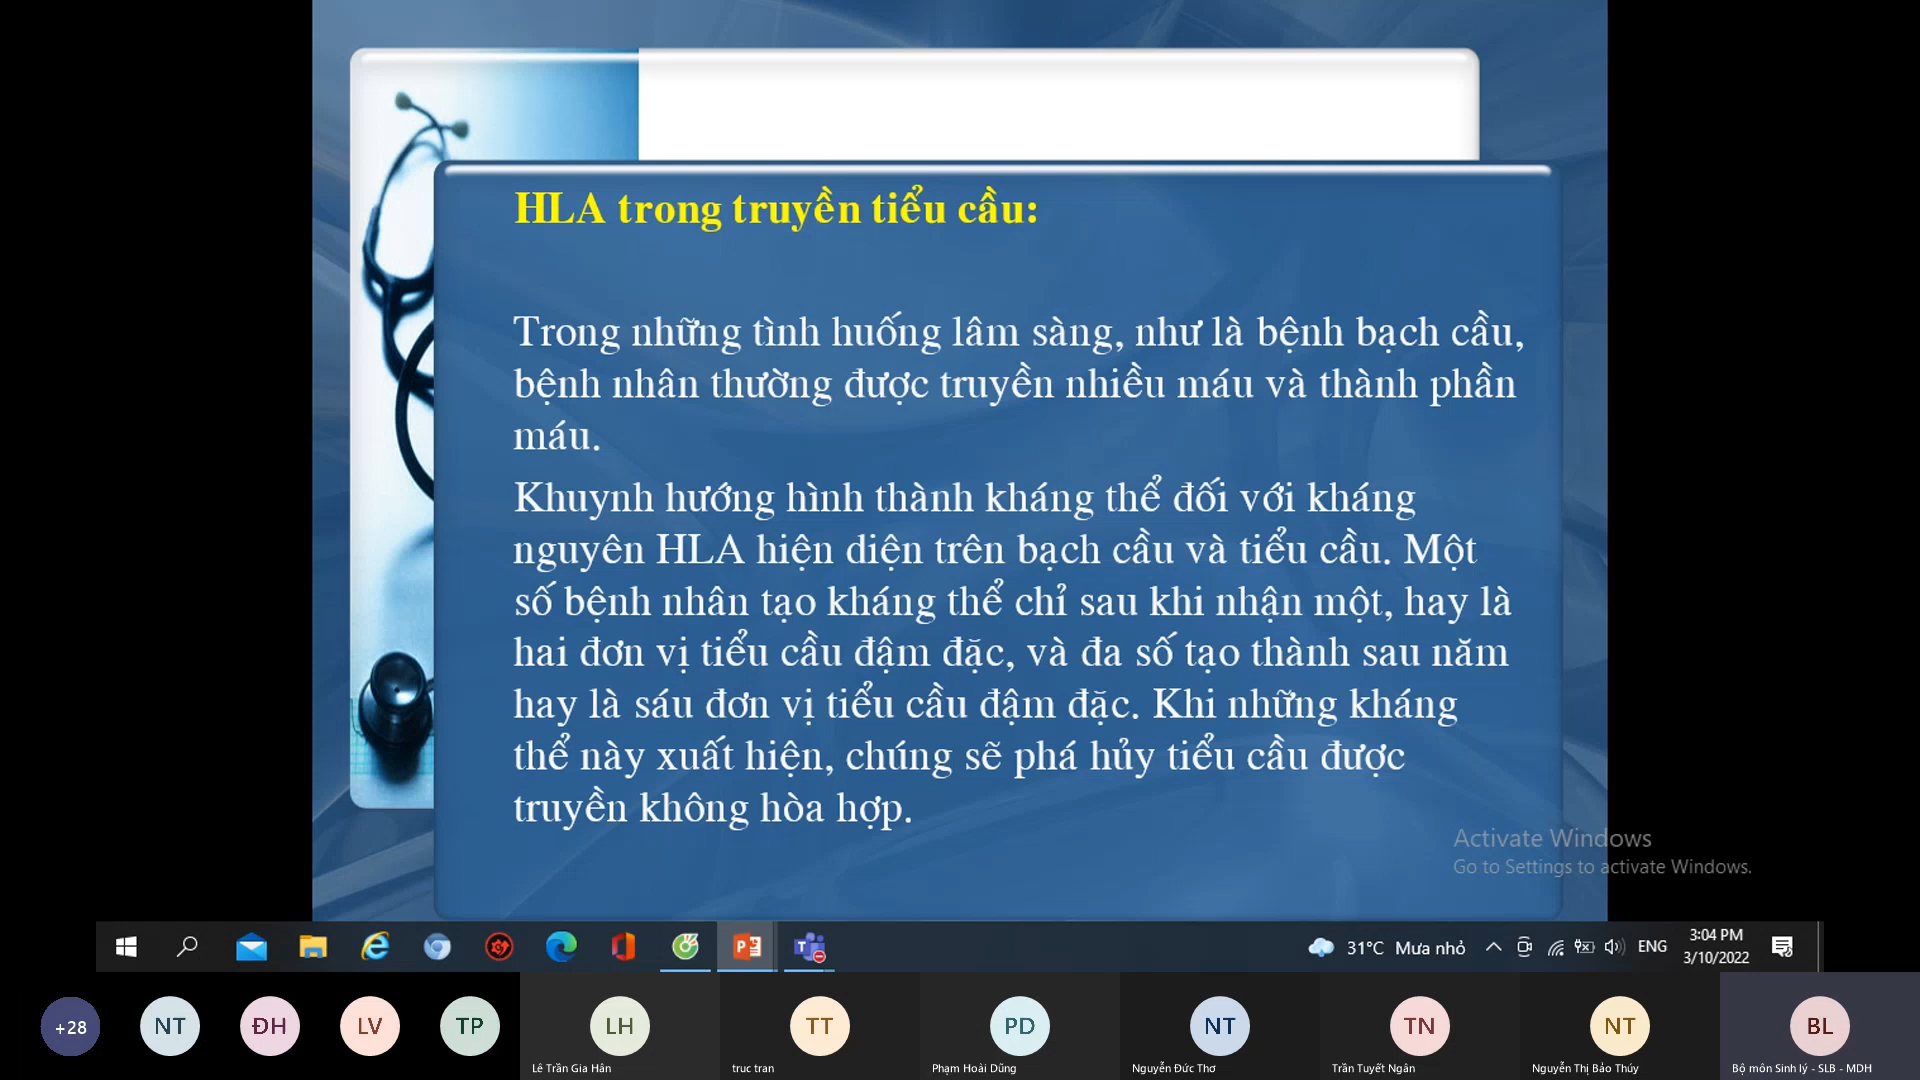 HLA trong truyền tiểu cầu:
Trong những tình huống lâm sàng, như là bệnh bạch cầu,
bệnh nhân thường được truyền nhiều máu và thành phần
máu.
Khuynh hướng hình thành kháng thể đối với kháng
nguyên HLA hiện diện trên bạch cầu và tiểu cầu. Một
số bệnh nhân tạo kháng thể chỉ sau khi nhận một, hay là
hai đơn vị tiểu cầu đậm đặc, và đa số tạo thành sau năm
hay là sáu đơn vị tiểu cầu đậm đặc. Khi những kháng
thể này xuất hiện, chúng sẽ phá hủy tiểu cầu được
truyền không hòa hợp.
Activate Windows
Go to Settings to activate Windows.
31°C Mưa nhỏ
ENG
3:04 PM
3/10/2022
+28
NT
ĐH
LV
TP
LH
TT
PD
NT
TN
NT
BL
Lê Trần Gia Hân
truc tran
Phạm Hoài Dũng
Nguyễn Đức Thơ
Trần Tuyết Ngân
Nguyễn Thị Bảo Thúy
Bộ môn Sinh lý - SLB - MDH